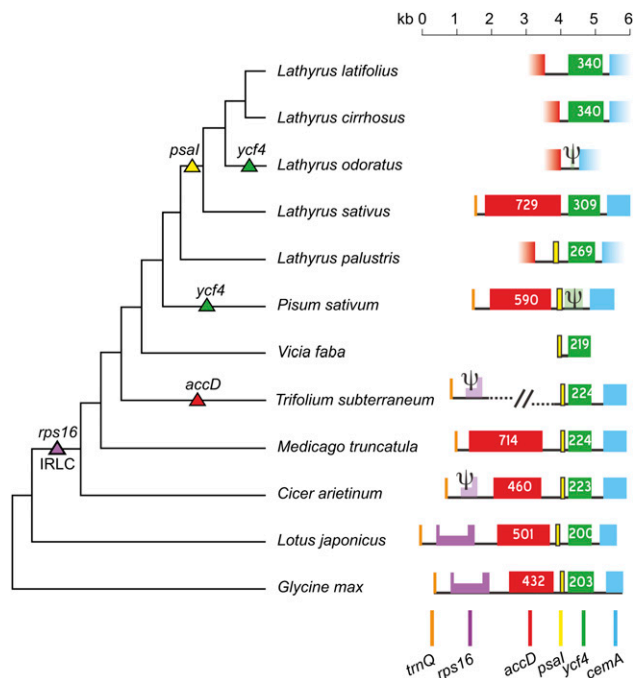 kb 0 1 2 3 4 5 6
Lathyrus latifolius 340
Lathyrus cirrhosus 340
psaI ycf4 Lathyrus odoratus ψ
Lathyrus sativus 729 309
Lathyrus palustris 269
ycf4 Pisum sativum 590 ψ
Vicia faba 219
accD Trifolium subterraneum ψ // 224
rps16 Medicago truncatula 714 224
IRLC
Cicer arietinum ψ 460 223
Lotus japonicus 501 200
Glycine max 432 203
trnQ rps16 accD psaI ycf4 cemA